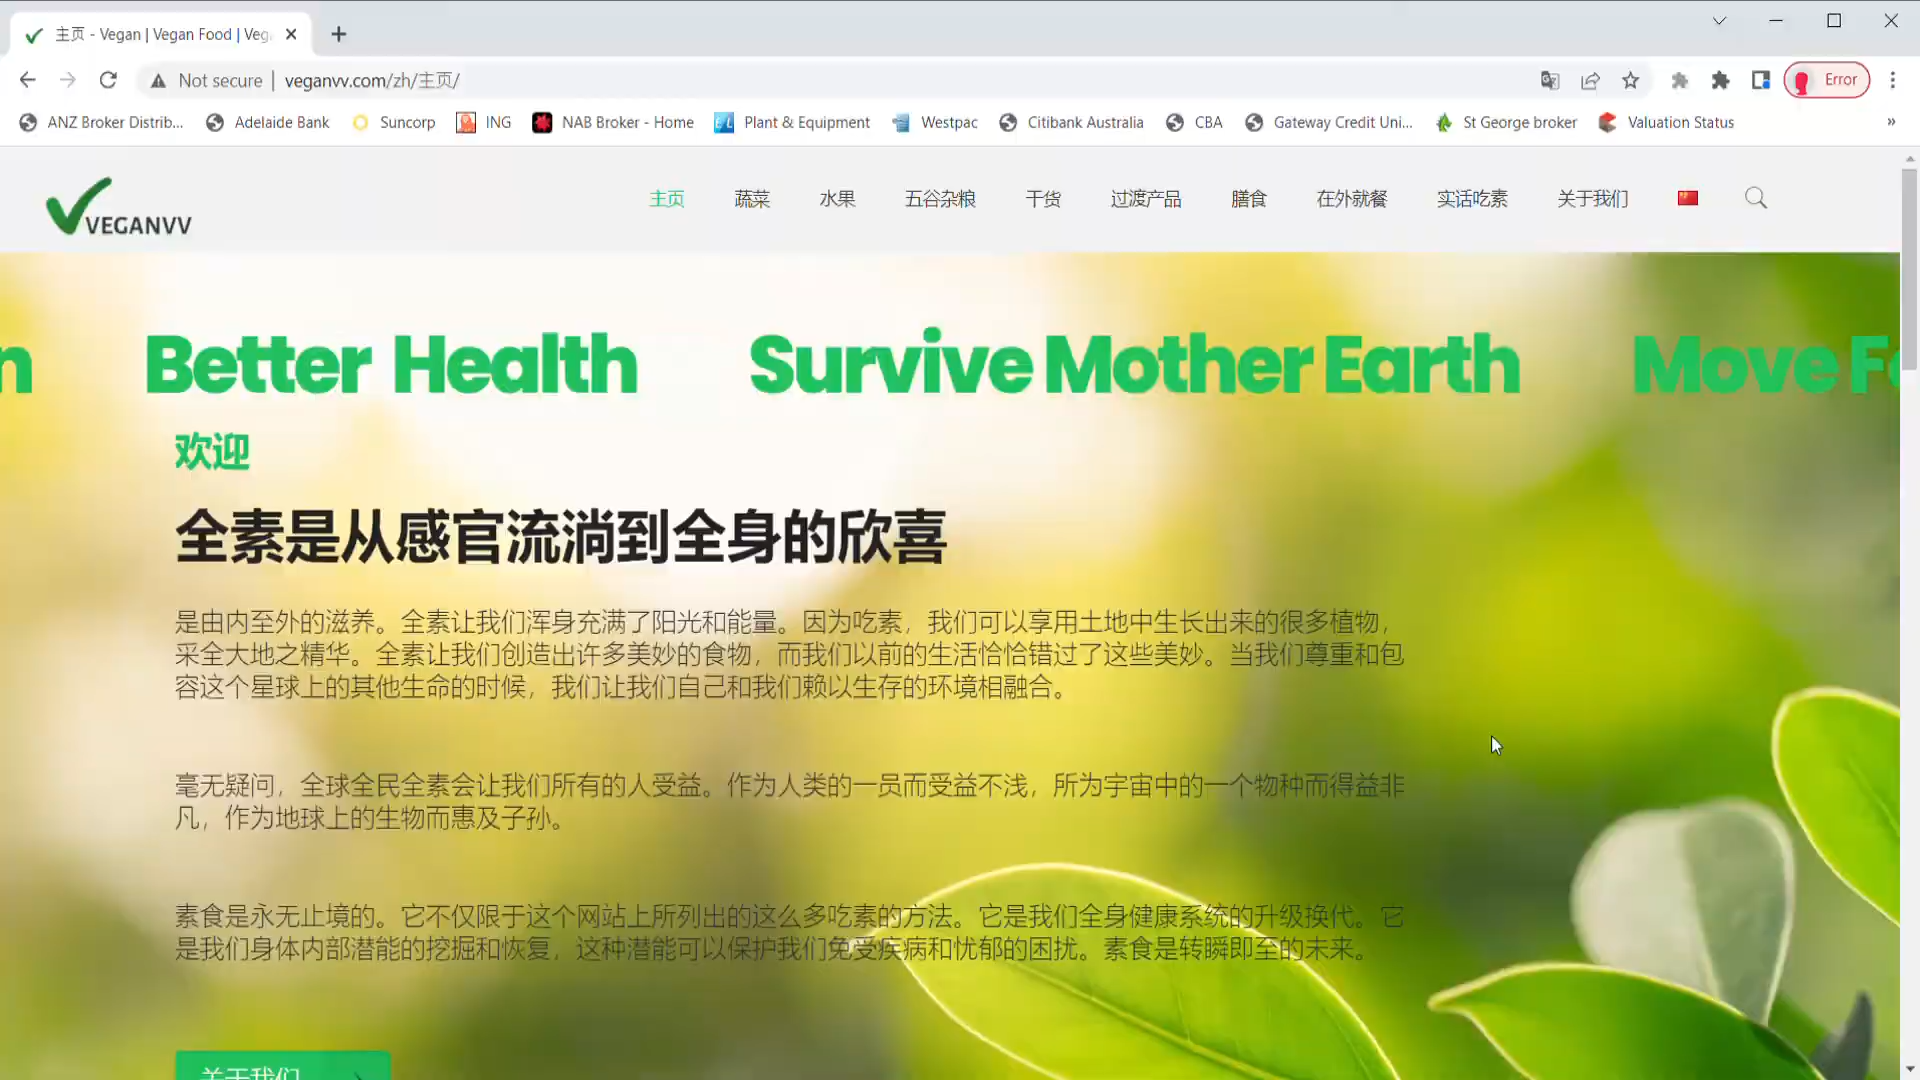 主页 - Vegan | Vegan Food | Veg
Not secure | veganvv.com/zh/主页/
Error
ANZ Broker Distrib... Adelaide Bank Suncorp ING NAB Broker - Home Plant & Equipment Westpac Citibank Australia CBA Gateway Credit Uni... St George broker Valuation Status »
VEGANVV
主页 蔬菜 水果 五谷杂粮 干货 过渡产品 膳食 在外就餐 实活吃素 关于我们
n Better Health Survive Mother Earth Move F
欢迎
全素是从感官流淌到全身的欣喜
是由内至外的滋养。全素让我们浑身充满了阳光和能量。因为吃素，我们可以享用土地中生长出来的很多植物，
采全大地之精华。全素让我们创造出许多美妙的食物，而我们以前的生活恰恰错过了这些美妙。当我们尊重和包
容这个星球上的其他生命的时候，我们让我们自己和我们赖以生存的环境相融合。
毫无疑问，全球全民全素会让我们所有的人受益。作为人类的一员而受益不浅，所为宇宙中的一个物种而得益非
凡，作为地球上的生物而惠及子孙。
素食是永无止境的。它不仅限于这个网站上所列出的这么多吃素的方法。它是我们全身健康系统的升级换代。它
是我们身体内部潜能的挖掘和恢复，这种潜能可以保护我们免受疾病和忧郁的困扰。素食是转瞬即至的未来。
关于我们